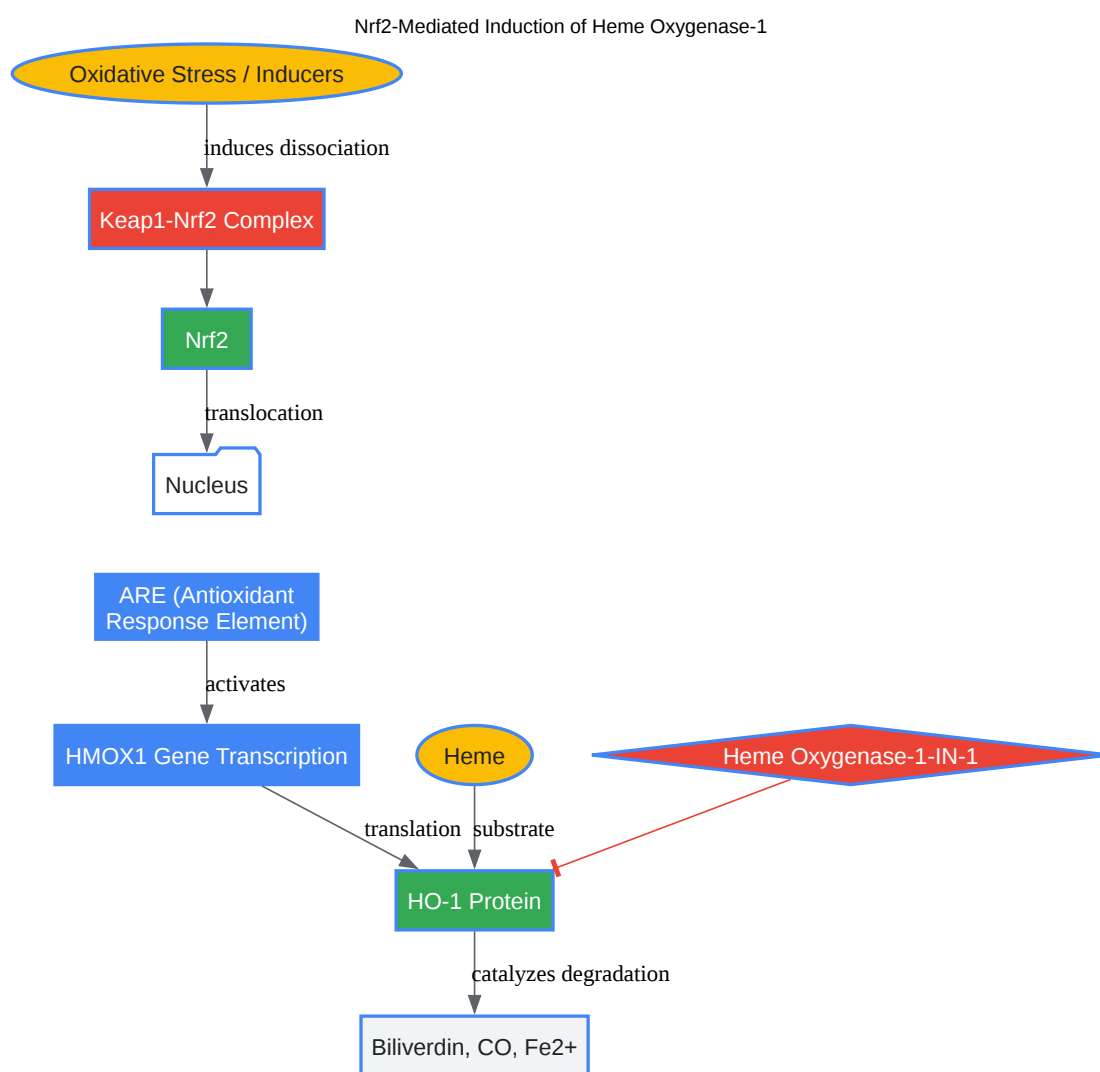 Nrf2-Mediated Induction of Heme Oxygenase-1
Oxidative Stress / Inducers
induces dissociation
Keap1-Nrf2 Complex
Nrf2
translocation
Nucleus
ARE (Antioxidant
Response Element)
activates
HMOX1 Gene Transcription
Heme
Heme Oxygenase-1-IN-1
translation
substrate
HO-1 Protein
catalyzes degradation
Biliverdin, CO, Fe2+